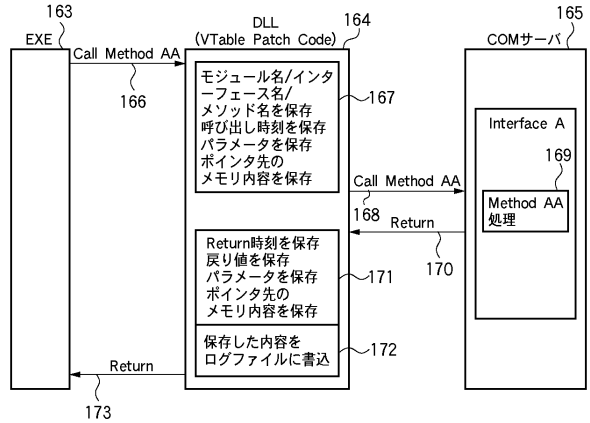 163
EXE
DLL
(VTable Patch Code)
164
COMサーバ
165
Call Method AA
166
モジュール名/インタ
ーフェース名/
メソッド名を保存
呼び出し時刻を保存
パラメータを保存
ポインタ先の
メモリ内容を保存
167
Interface A
169
Method AA
処理
Call Method AA
168
Return
170
Return時刻を保存
戻り値を保存
パラメータを保存
ポインタ先の
メモリ内容を保存
171
保存した内容を
ログファイルに書込
172
Return
173